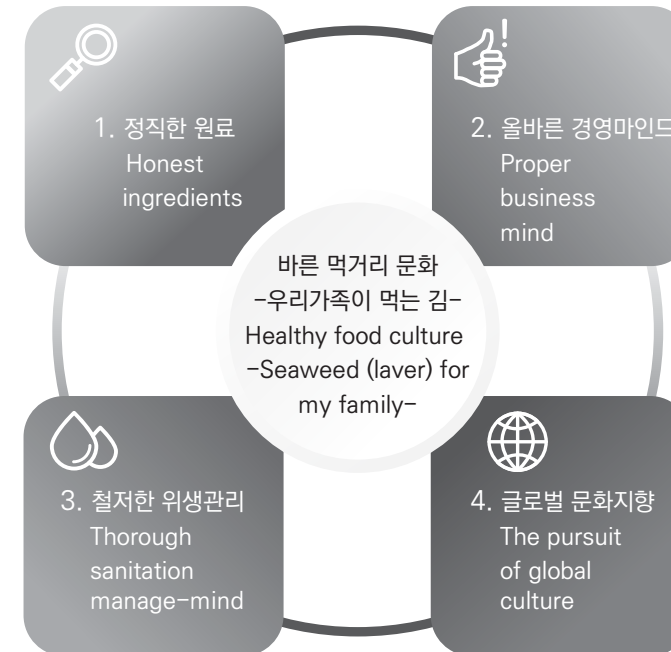 1. 정직한 원료
Honest
ingredients
2. 올바른 경영마인드
Proper
business
mind
바른 먹거리 문화
-우리가족이 먹는 김-
Healthy food culture
-Seaweed (laver) for
my family-
3. 철저한 위생관리
Thorough
sanitation
manage-mind
4. 글로벌 문화지향
The pursuit
of global
culture